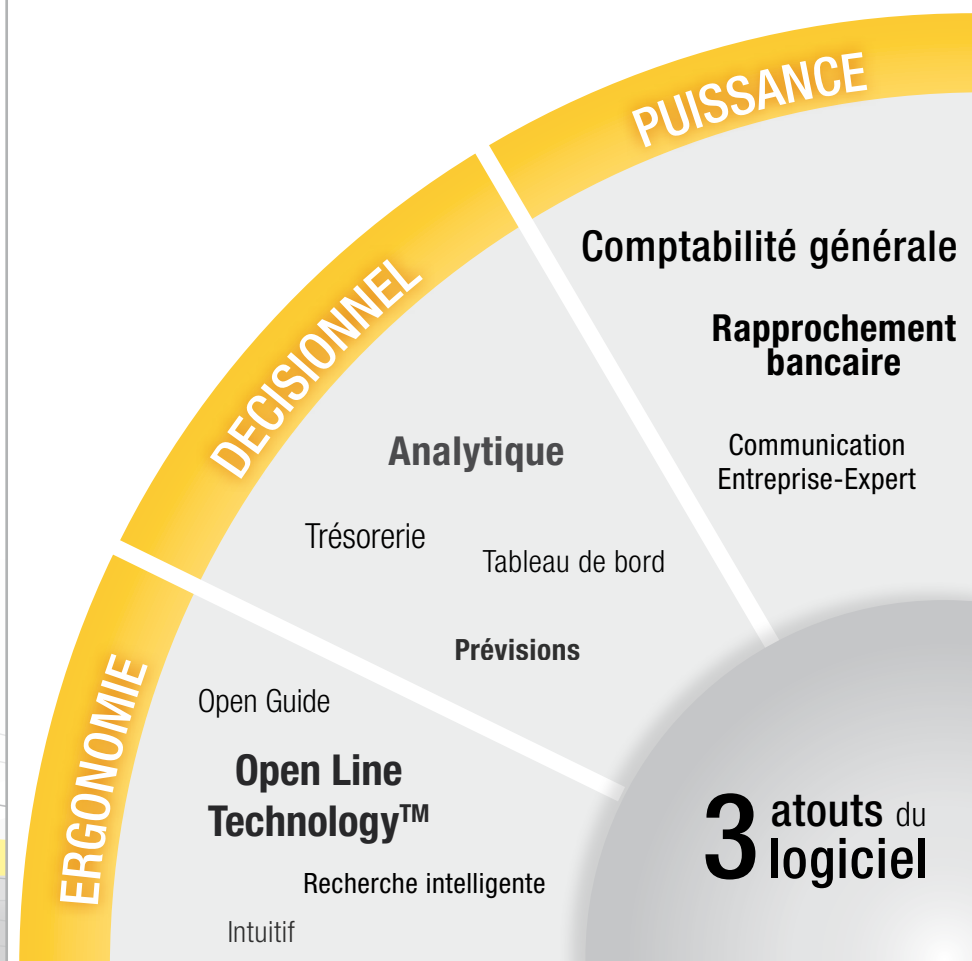 PUISSANCE
Comptabilité générale
Rapprochement
bancaire
Communication
Entreprise-Expert
DECISIONNEL
Analytique
Trésorerie
Tableau de bord
Prévisions
ERGONOMIE
Open Guide
Open Line
Technology™
Recherche intelligente
Intuitif
3 atouts du
logiciel